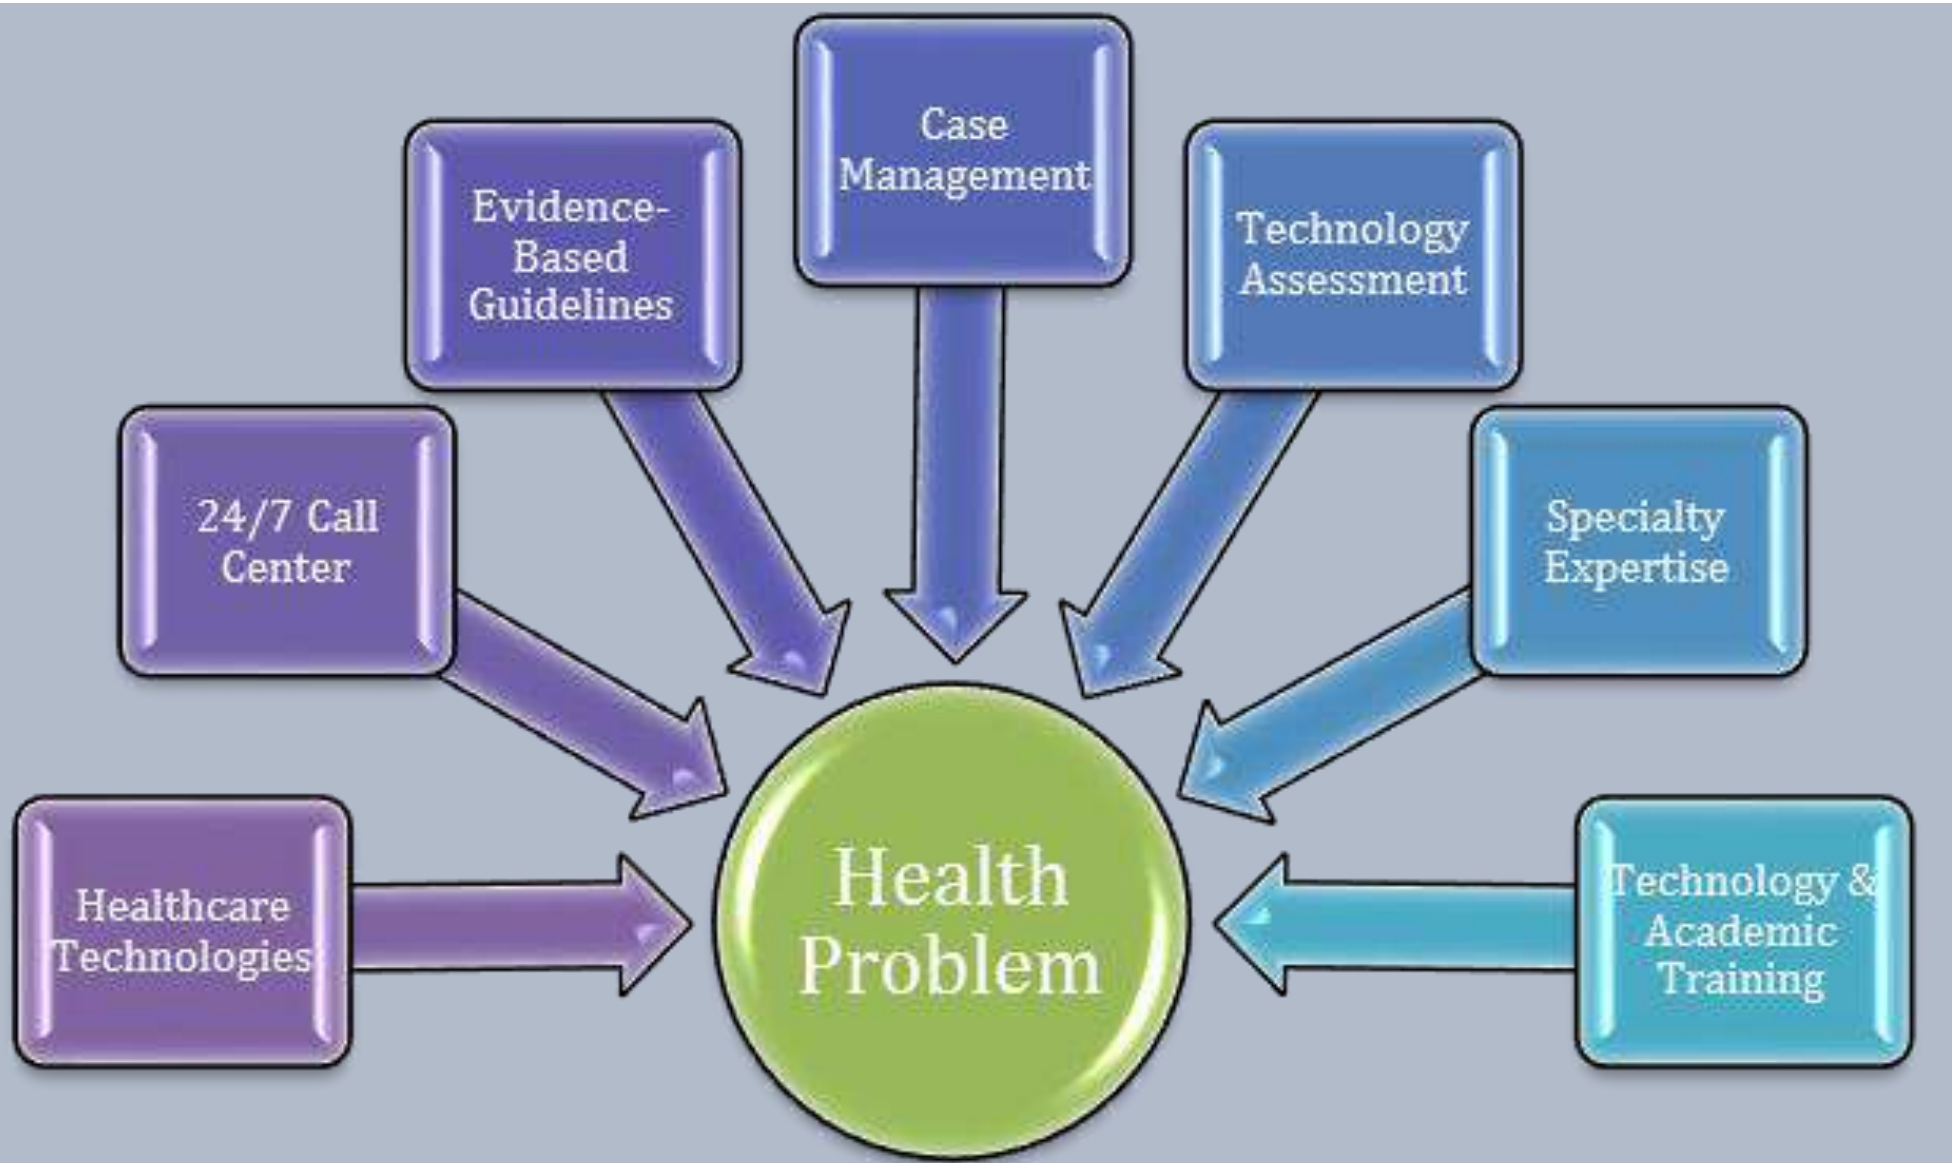 Case
Management
Evidence-
Based
Guidelines
Technology
Assessment
24/7 Call
Center
Specialty
Expertise
Healthcare
Technologies
Health
Problem
Technology &
Academic
Training